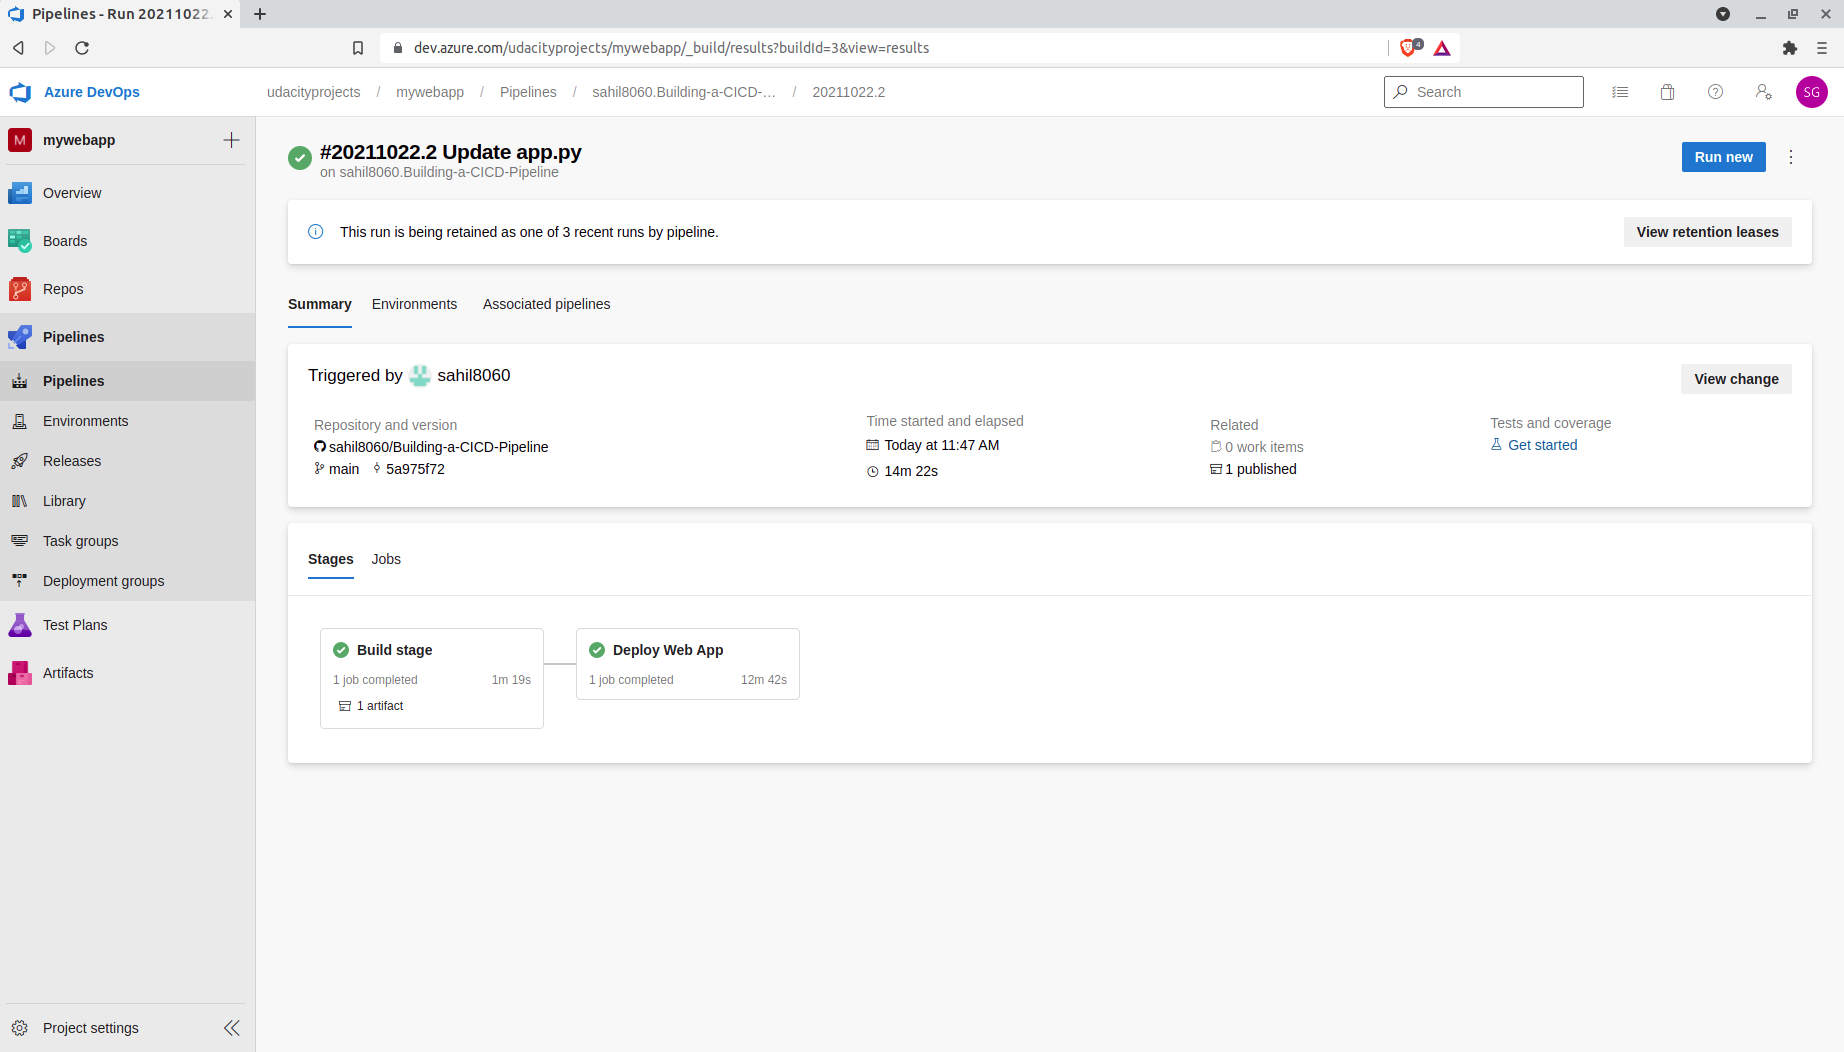 Pipelines - Run 20211022.
dev.azure.com/udacityprojects/mywebapp/_build/results?buildId=3&view=results
4
Azure DevOps
udacityprojects / mywebapp / Pipelines / sahil8060.Building-a-CICD-... / 20211022.2
Search
SG
M mywebapp
Overview
Boards
Repos
Pipelines
Pipelines
Environments
Releases
Library
Task groups
Deployment groups
Test Plans
Artifacts
Project settings
#20211022.2 Update app.py
on sahil8060.Building-a-CICD-Pipeline
Run new
This run is being retained as one of 3 recent runs by pipeline.
View retention leases
Summary Environments Associated pipelines
Triggered by sahil8060
View change
Repository and version
sahil8060/Building-a-CICD-Pipeline
main 5a975f72
Time started and elapsed
Today at 11:47 AM
14m 22s
Related
0 work items
1 published
Tests and coverage
Get started
Stages Jobs
Build stage
1 job completed 1m 19s
1 artifact
Deploy Web App
1 job completed 12m 42s